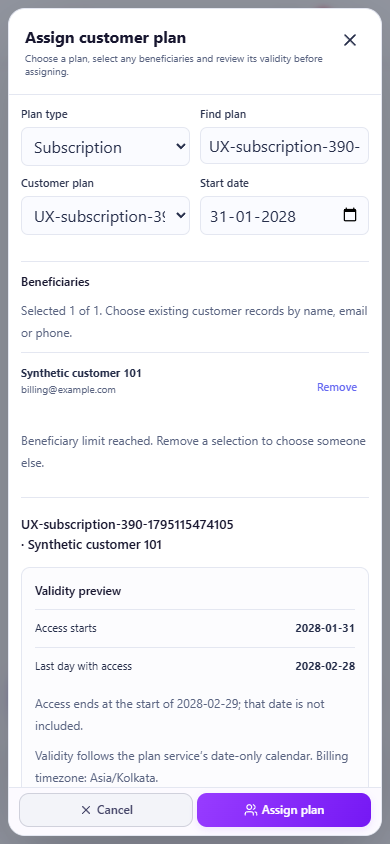 Assign customer plan
Choose a plan, select any beneficiaries and review its validity before
assigning.
Plan type
Find plan
Subscription
UX-subscription-390-
Customer plan
Start date
UX-subscription-39
31-01-2028
Beneficiaries
Selected 1 of 1. Choose existing customer records by name, email
or phone.
Synthetic customer 101
billing@example.com
Remove
Beneficiary limit reached. Remove a selection to choose someone
else.
UX-subscription-390-1795115474105
· Synthetic customer 101
Validity preview
Access starts
2028-01-31
Last day with access
2028-02-28
Access ends at the start of 2028-02-29; that date is not
included.
Validity follows the plan service's date-only calendar. Billing
timezone: Asia/Kolkata.
Cancel
Assign plan